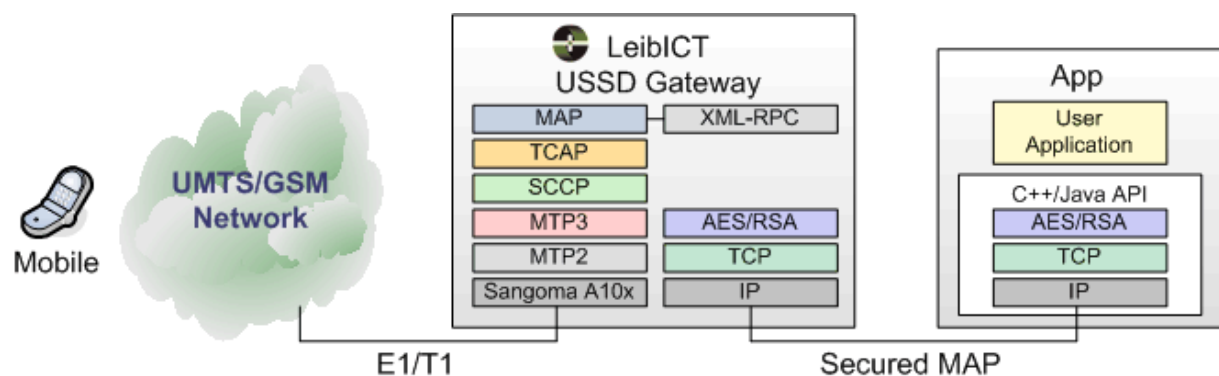 Mobile
UMTS/GSM
Network
E1/T1
LeibICT
USSD Gateway
MAP
XML-RPC
TCAP
SCCP
MTP3
AES/RSA
MTP2
TCP
Sangoma A10x
IP
Secured MAP
App
User
Application
C++/Java API
AES/RSA
TCP
IP